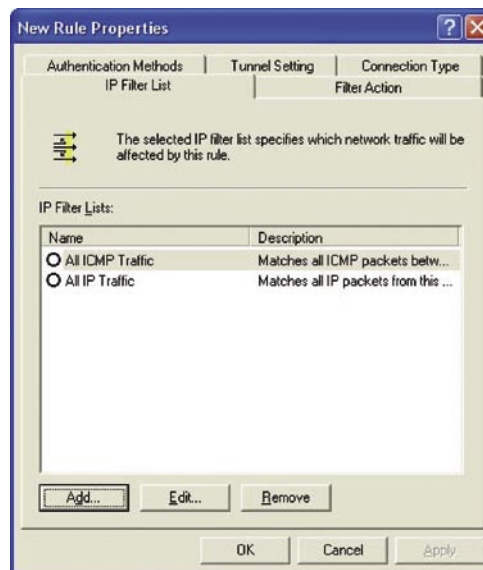 New Rule Properties
Authentication Methods Tunnel Setting Connection Type
IP Filter List Filter Action
The selected IP filter list specifies which network traffic will be
affected by this rule.
IP Filter Lists:
Name Description
All ICMP Traffic Matches all ICMP packets betw...
All IP Traffic Matches all IP packets from this ...
Add... Edit... Remove
OK Cancel Apply